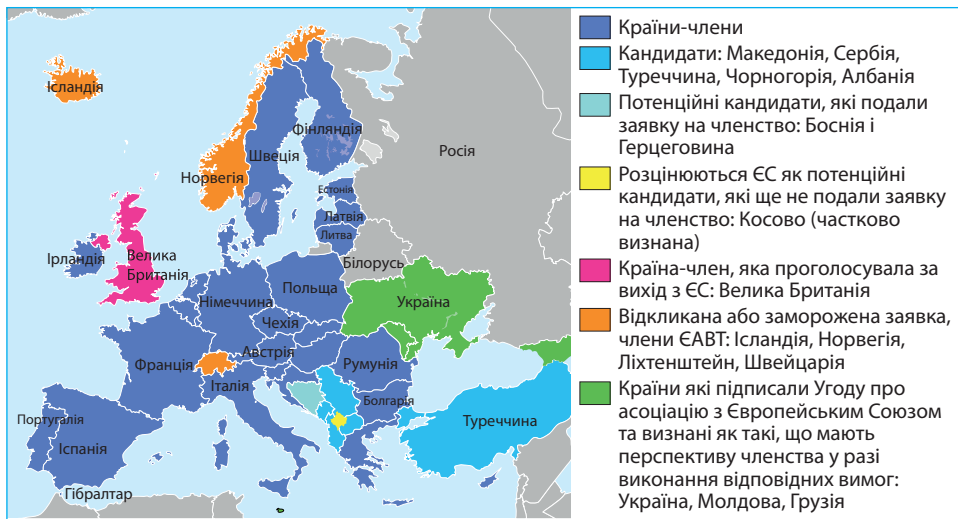 Ісландія
Фінляндія
Швеція
Норвегія
Росія
Естонія
Латвія
Литва
Білорусь
Ірландія
Велика
Британія
Німеччина
Польща
Україна
Чехія
Австрія
Франція
Румунія
Італія
Болгарія
Португалія
Іспанія
Туреччина
Гібралтар
Країни-члени
Кандидати: Македонія, Сербія,
Туреччина, Чорногорія, Албанія
Потенційні кандидати, які подали
заявку на членство: Боснія і
Герцеговина
Розцінюються ЄС як потенційні
кандидати, які ще не подали заявку
на членство: Косово (частково
визнана)
Країна-член, яка проголосувала за
вихід з ЄС: Велика Британія
Відкликана або заморожена заявка,
члени ЄАВТ: Ісландія, Норвегія,
Ліхтенштейн, Швейцарія
Країни які підписали Угоду про
асоціацію з Європейським Союзом
та визнані як такі, що мають
перспективу членства у разі
виконання відповідних вимог:
Україна, Молдова, Грузія